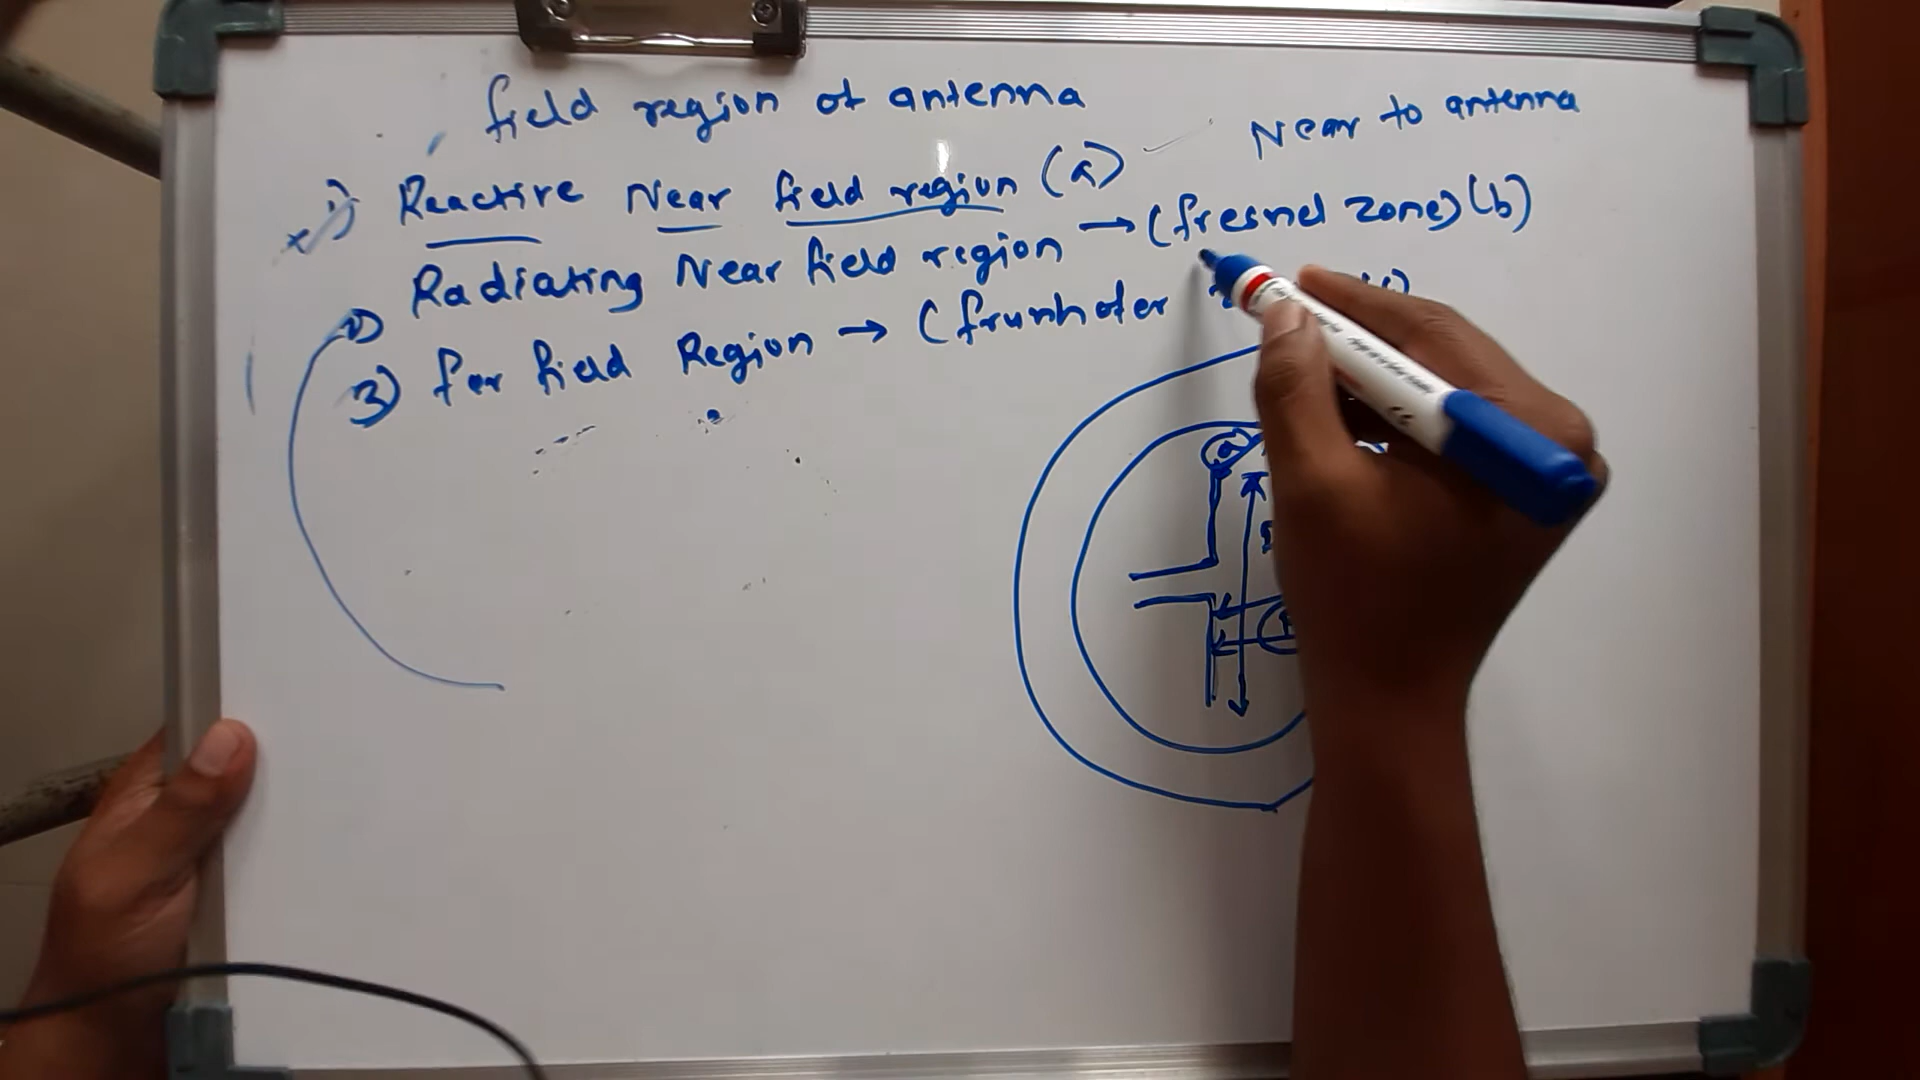 field region of antenna
Near to antenna
1) Reactive Near field region (a)
2) Radiating Near field region → (fresnel zone) (b)
3) Far field Region → (frunhofer
a